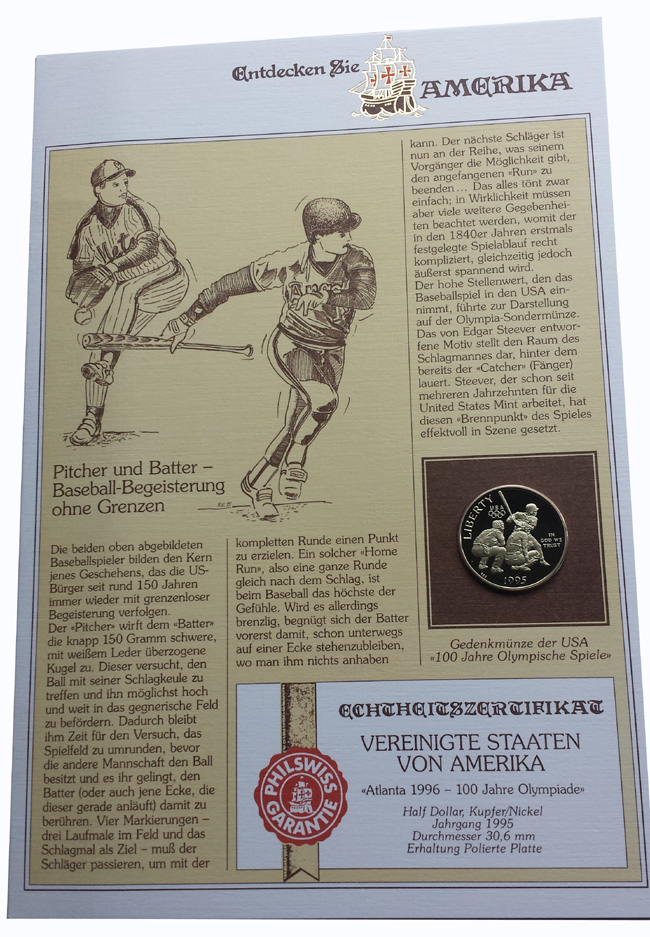 Entdecken Sie
AMERIKA
Mets
Pitcher und Batter –
Baseball-Begeisterung
ohne Grenzen
Die beiden oben abgebildeten
Baseballspieler bilden den Kern
jenes Geschehens, das die US-
Bürger seit rund 150 Jahren
immer wieder mit grenzenloser
Begeisterung verfolgen.
Der «Pitcher» wirft dem «Batter»
die knapp 150 Gramm schwere,
mit weißem Leder überzogene
Kugel zu. Dieser versucht, den
Ball mit seiner Schlagkeule zu
treffen und ihn möglichst hoch
und weit in das gegnerische Feld
zu befördern. Dadurch bleibt
ihm Zeit für den Versuch, das
Spielfeld zu umrunden, bevor
die andere Mannschaft den Ball
besitzt und es ihr gelingt, den
Batter (oder auch jene Ecke, die
dieser gerade anläuft) damit zu
berühren. Vier Markierungen –
drei Laufmale im Feld und das
Schlagmal als Ziel – muß der
Schläger passieren, um mit der
kompletten Runde einen Punkt
zu erzielen. Ein solcher «Home
Run», also eine ganze Runde
gleich nach dem Schlag, ist
beim Baseball das höchste der
Gefühle. Wird es allerdings
brenzlig, begnügt sich der Batter
vorerst damit, schon unterwegs
auf einer Ecke stehenzubleiben,
wo man ihm nichts anhaben
kann. Der nächste Schläger ist
nun an der Reihe, was seinem
Vorgänger die Möglichkeit gibt,
den angefangenen «Run» zu
beenden ... Das alles tönt zwar
einfach; in Wirklichkeit müssen
aber viele weitere Gegebenhei-
ten beachtet werden, womit der
in den 1840er Jahren erstmals
festgelegte Spielablauf recht
kompliziert, gleichzeitig jedoch
äußerst spannend wird.
Der hohe Stellenwert, den das
Baseballspiel in den USA ein-
nimmt, führte zur Darstellung
auf der Olympia-Sondermünze.
Das von Edgar Steever entwor-
fene Motiv stellt den Raum des
Schlagmannes dar, hinter dem
bereits der «Catcher» (Fänger)
lauert. Steever, der schon seit
mehreren Jahrzehnten für die
United States Mint arbeitet, hat
diesen «Brennpunkt» des Spieles
effektvoll in Szene gesetzt.
LIBERTY
USA
IN
GOD WE
TRUST
1995
Gedenkmünze der USA
«100 Jahre Olympische Spiele»
ECHTHEITSZERTIFIKAT
VEREINIGTE STAATEN
VON AMERIKA
«Atlanta 1996 – 100 Jahre Olympiade»
Half Dollar, Kupfer/Nickel
Jahrgang 1995
Durchmesser 30,6 mm
Erhaltung Polierte Platte
PHILSWISS
GARANTIE